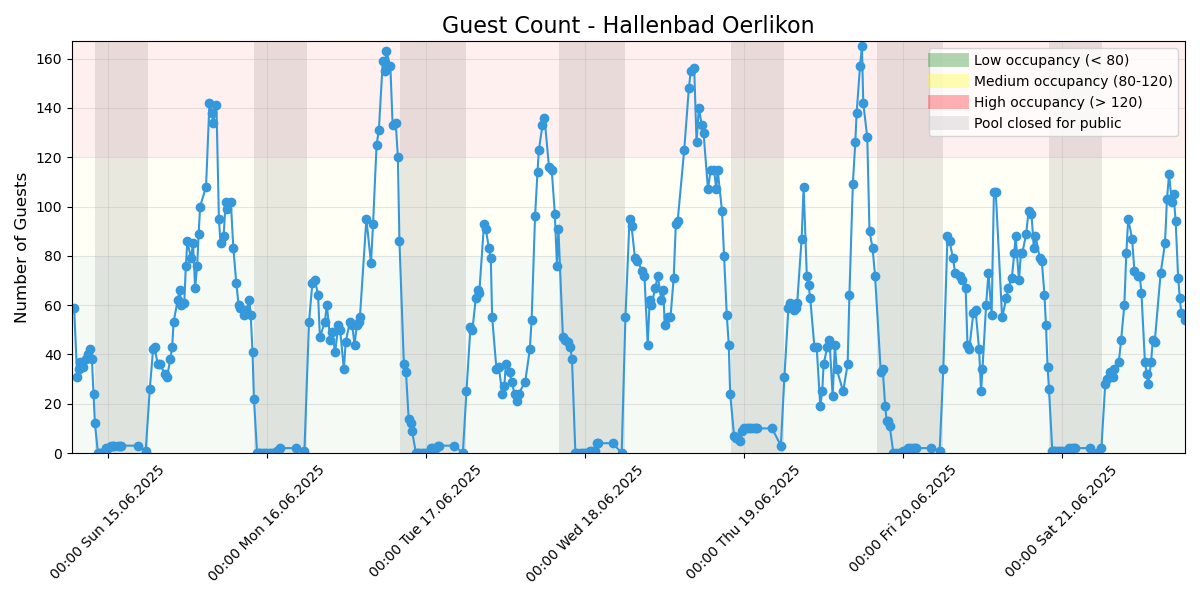 Guest Count - Hallenbad Oerlikon
Number of Guests
160
140
120
100
80
60
40
20
0
Low occupancy (< 80)
Medium occupancy (80-120)
High occupancy (> 120)
Pool closed for public
00:00 Sun 15.06.2025
00:00 Mon 16.06.2025
00:00 Tue 17.06.2025
00:00 Wed 18.06.2025
00:00 Thu 19.06.2025
00:00 Fri 20.06.2025
00:00 Sat 21.06.2025